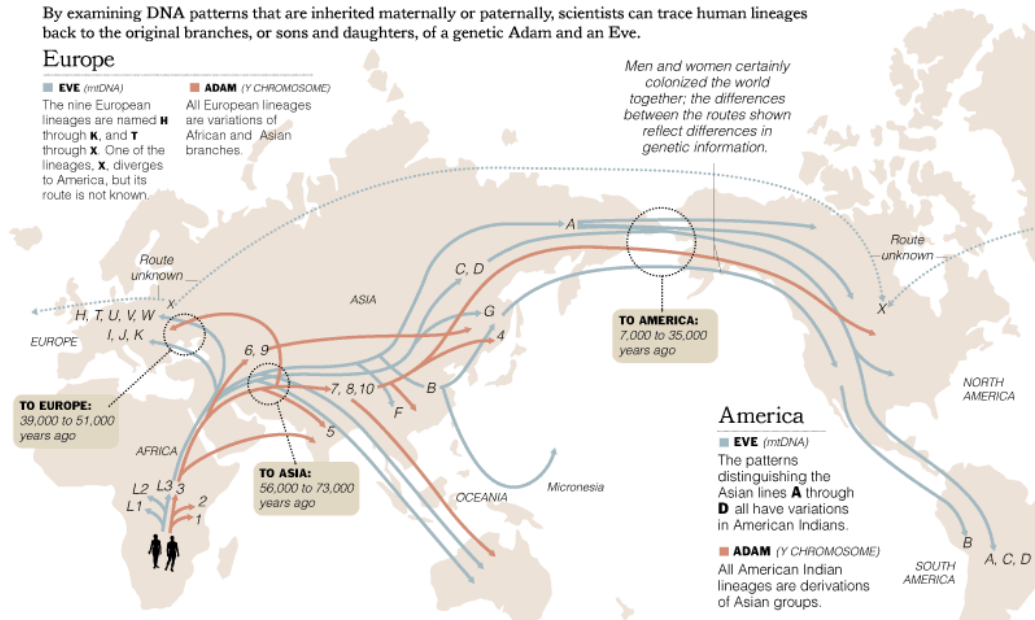 By examining DNA patterns that are inherited maternally or paternally, scientists can trace human lineages
back to the original branches, or sons and daughters, of a genetic Adam and an Eve.
Europe
EVE (mtDNA)
The nine European
lineages are named H
through K, and T
through X. One of the
lineages, X, diverges
to America, but its
route is not known.
ADAM (Y CHROMOSOME)
All European lineages
are variations of
African and Asian
branches.
Men and women certainly
colonized the world
together; the differences
between the routes shown
reflect differences in
genetic information.
Route
unknown
X
H, T, U, V, W
I, J, K
EUROPE
ASIA
A
C, D
G
4
6, 9
7, 8, 10
B
F
5
Route
unknown
X
TO AMERICA:
7,000 to 35,000
years ago
TO EUROPE:
39,000 to 51,000
years ago
AFRICA
TO ASIA:
56,000 to 73,000
years ago
L2
L3
3
L1
2
1
OCEANIA
Micronesia
NORTH
AMERICA
America
EVE (mtDNA)
The patterns
distinguishing the
Asian lines A through
D all have variations
in American Indians.
ADAM (Y CHROMOSOME)
All American Indian
lineages are derivations
of Asian groups.
B
A, C, D
SOUTH
AMERICA